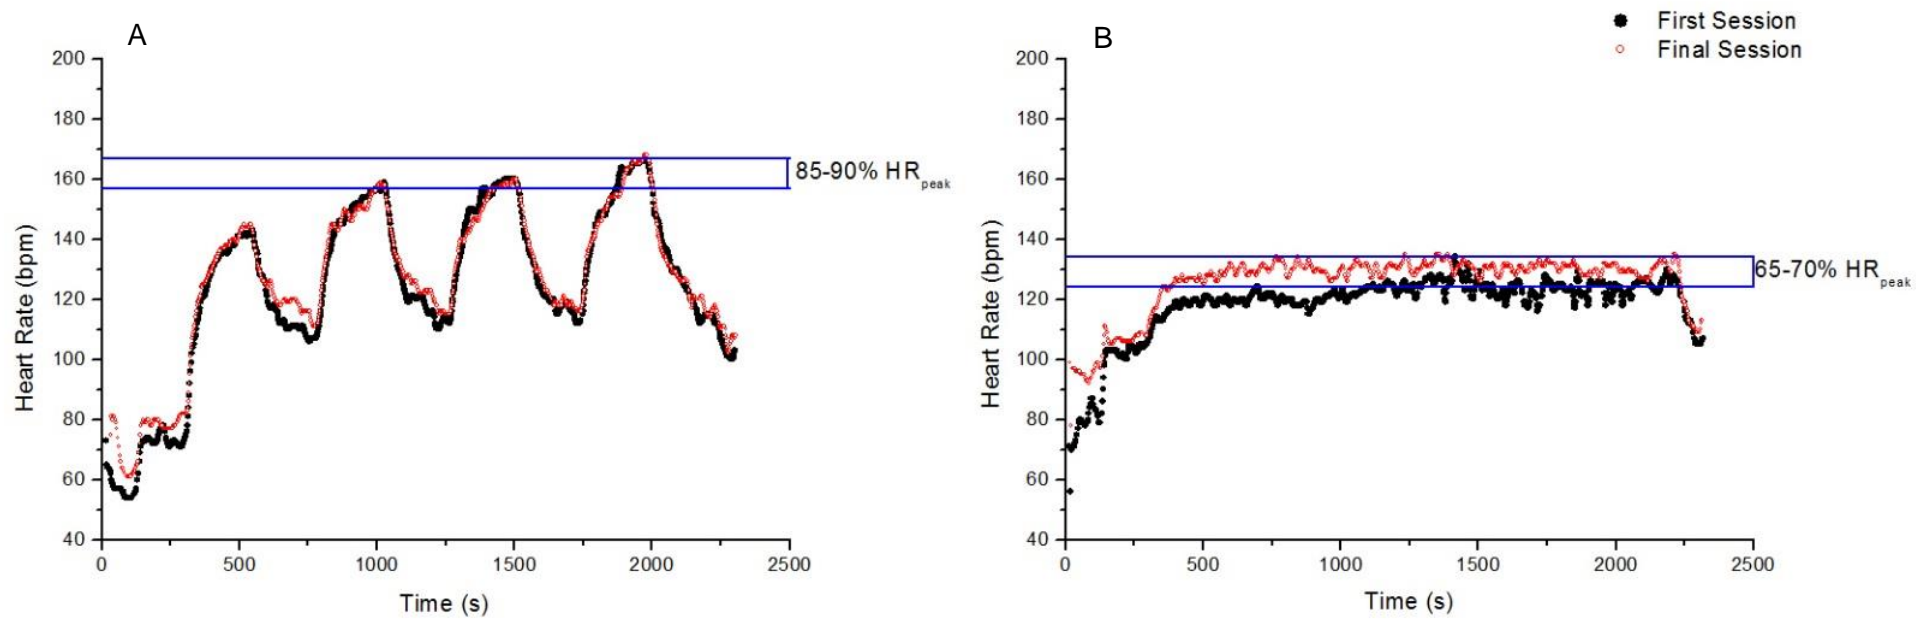 A
200
180
160
140
120
100
80
60
40
0 500 1000 1500 2000 2500
Heart Rate (bpm)
Time (s)
85-90% HRpeak
B
First Session
Final Session
200
180
160
140
120
100
80
60
40
0 500 1000 1500 2000 2500
Heart Rate (bpm)
Time (s)
65-70% HRpeak